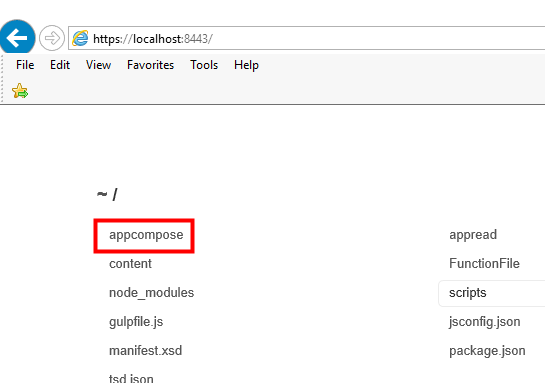 https://localhost:8443/
File Edit View Favorites Tools Help
~ /
appcompose appread
content FunctionFile
node_modules scripts
gulpfile.js jsconfig.json
manifest.xsd package.json
tsd.json